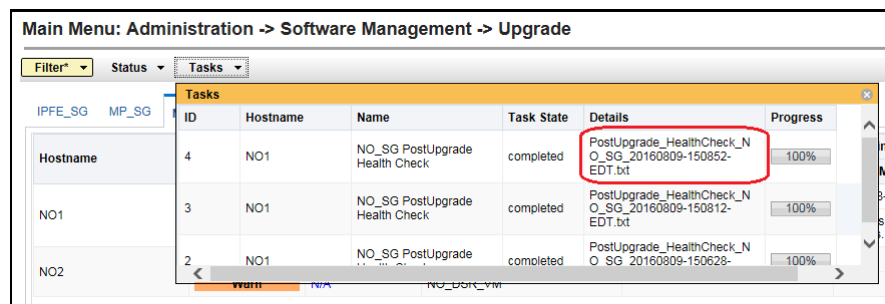 Main Menu: Administration -> Software Management -> Upgrade
Filter* Status Tasks
Tasks
IPFE_SG MP_SG
ID Hostname Name Task State Details Progress
Hostname
4 NO1 NO_SG PostUpgrade Health Check completed PostUpgrade_HealthCheck_N
O_SG_20160809-150852-
EDT.txt
100%
NO1
3 NO1 NO_SG PostUpgrade Health Check completed PostUpgrade_HealthCheck_N
O_SG_20160809-150812-
EDT.txt
100%
NO2
2 NO1 NO_SG PostUpgrade completed PostUpgrade_HealthCheck_N
O_SG_20160809-150628-
100%
Warn N/A NO_DSR_VM